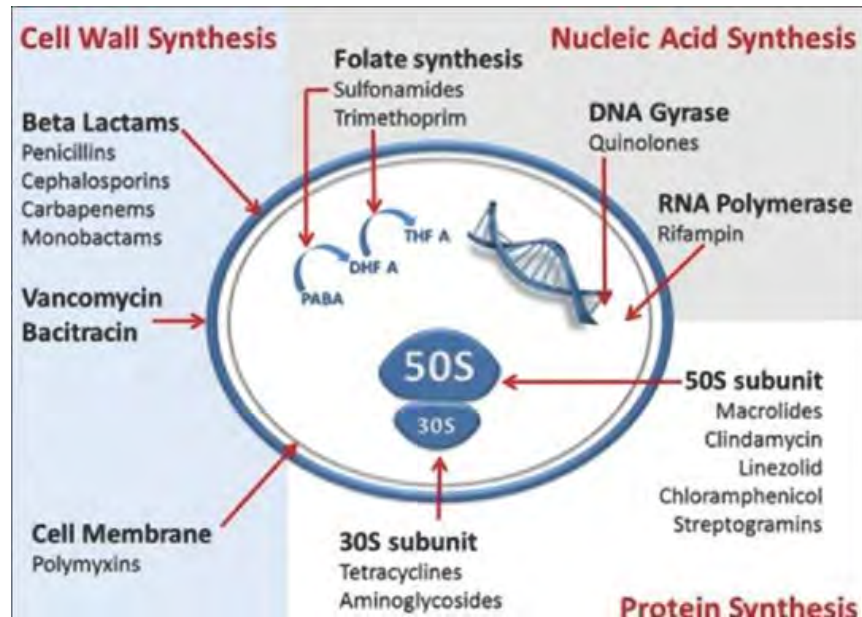 Cell Wall Synthesis
Nucleic Acid Synthesis
Folate synthesis
Sulfonamides
Trimethoprim
Beta Lactams
Penicillins
Cephalosporins
Carbapenems
Monobactams
DNA Gyrase
Quinolones
RNA Polymerase
Rifampin
THF A
DHF A
PABA
Vancomycin
Bacitracin
50S
30S
50S subunit
Macrolides
Clindamycin
Linezolid
Chloramphenicol
Streptogramins
Cell Membrane
Polymyxins
30S subunit
Tetracyclines
Aminoglycosides
Protein Synthesis